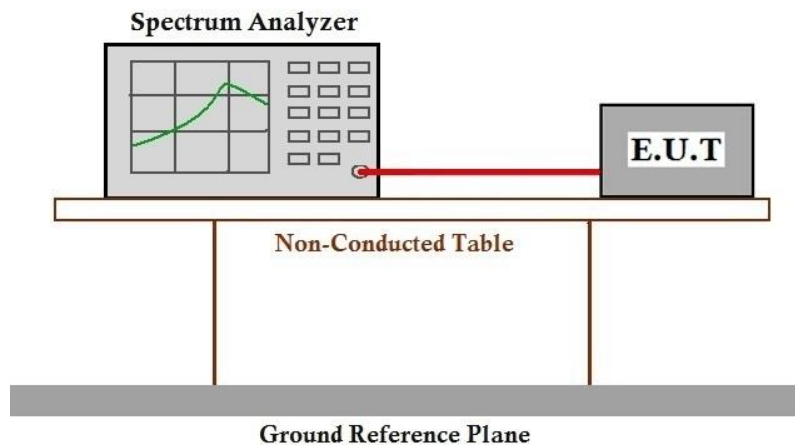 Spectrum Analyzer
E.U.T
Non-Conducted Table
Ground Reference Plane